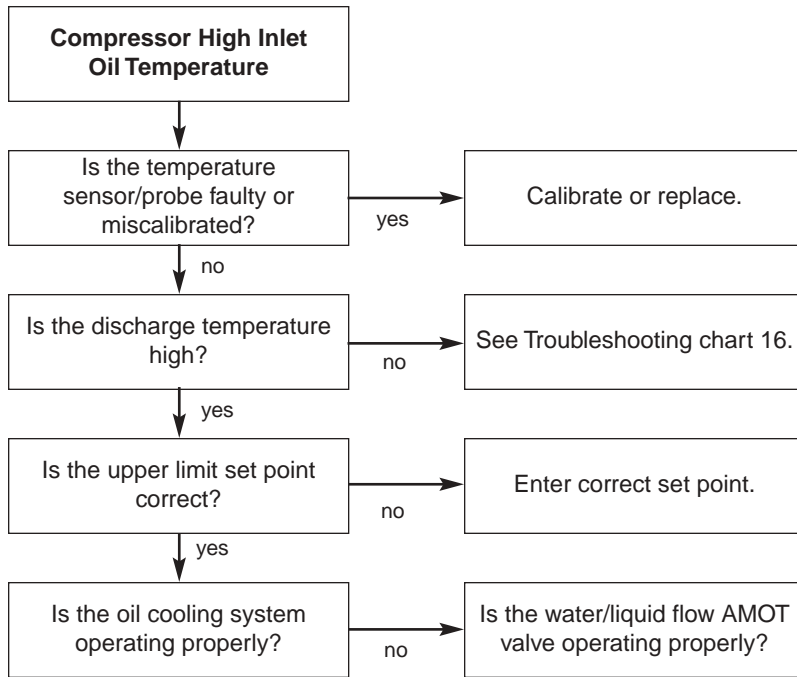 Compressor High Inlet
Oil Temperature
Is the temperature
sensor/probe faulty or
miscalibrated?
yes
Calibrate or replace.
no
Is the discharge temperature
high?
no
See Troubleshooting chart 16.
yes
Is the upper limit set point
correct?
no
Enter correct set point.
yes
Is the oil cooling system
operating properly?
no
Is the water/liquid flow AMOT
valve operating properly?